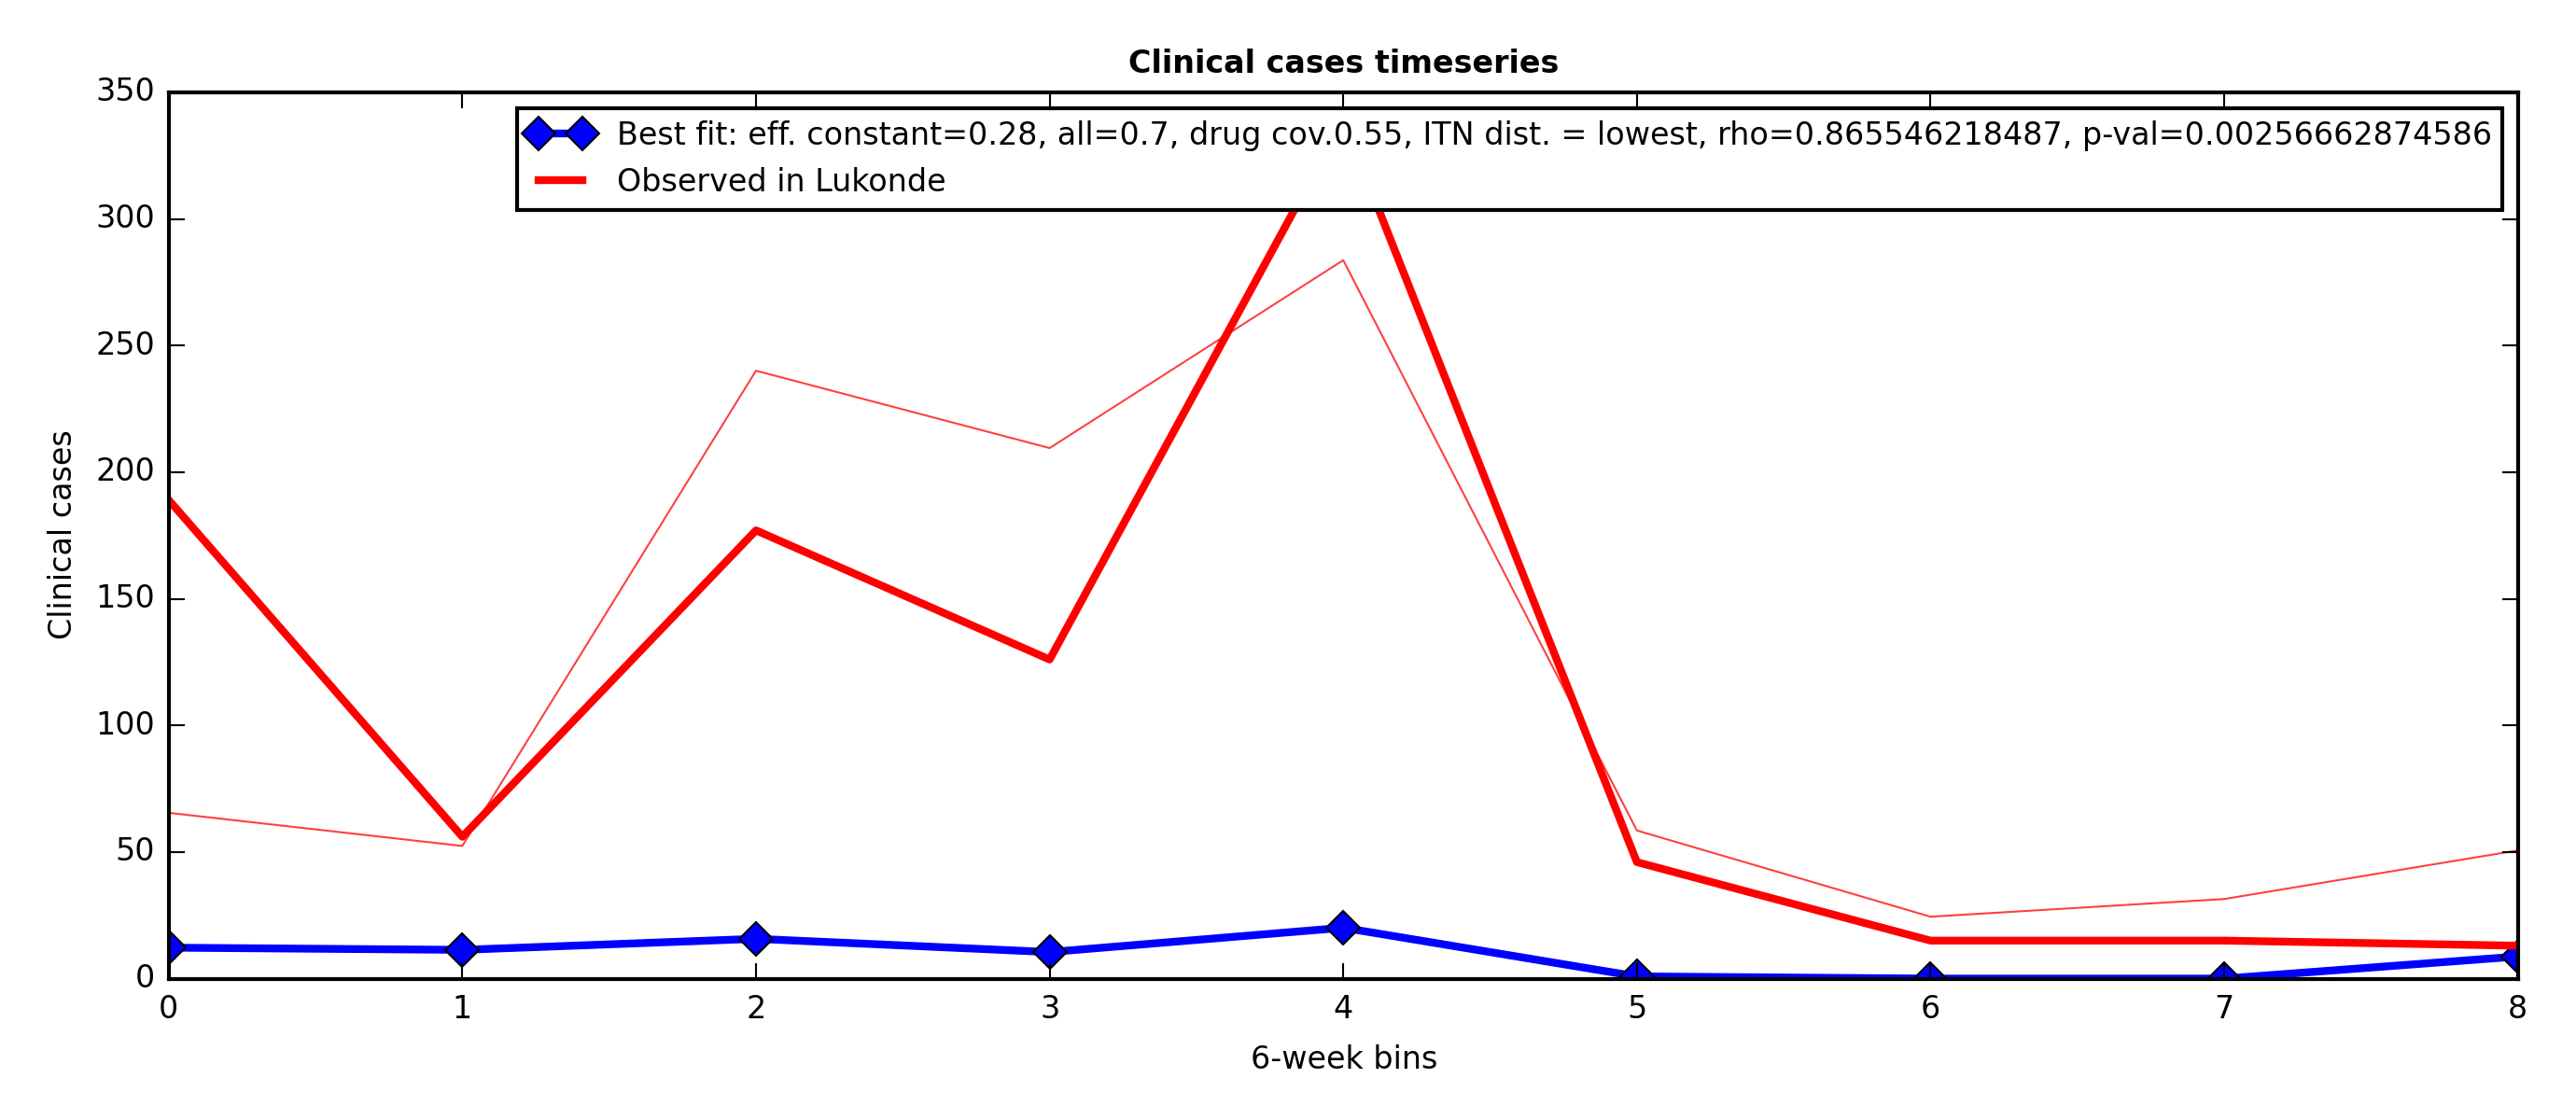 Clinical cases timeseries
350
300
250
200
150
100
50
0
Clinical cases
Best fit: eff. constant=0.28, all=0.7, drug cov.0.55, ITN dist. = lowest, rho=0.865546218487, p-val=0.00256662874586
Observed in Lukonde
0 1 2 3 4 5 6 7 8
6-week bins